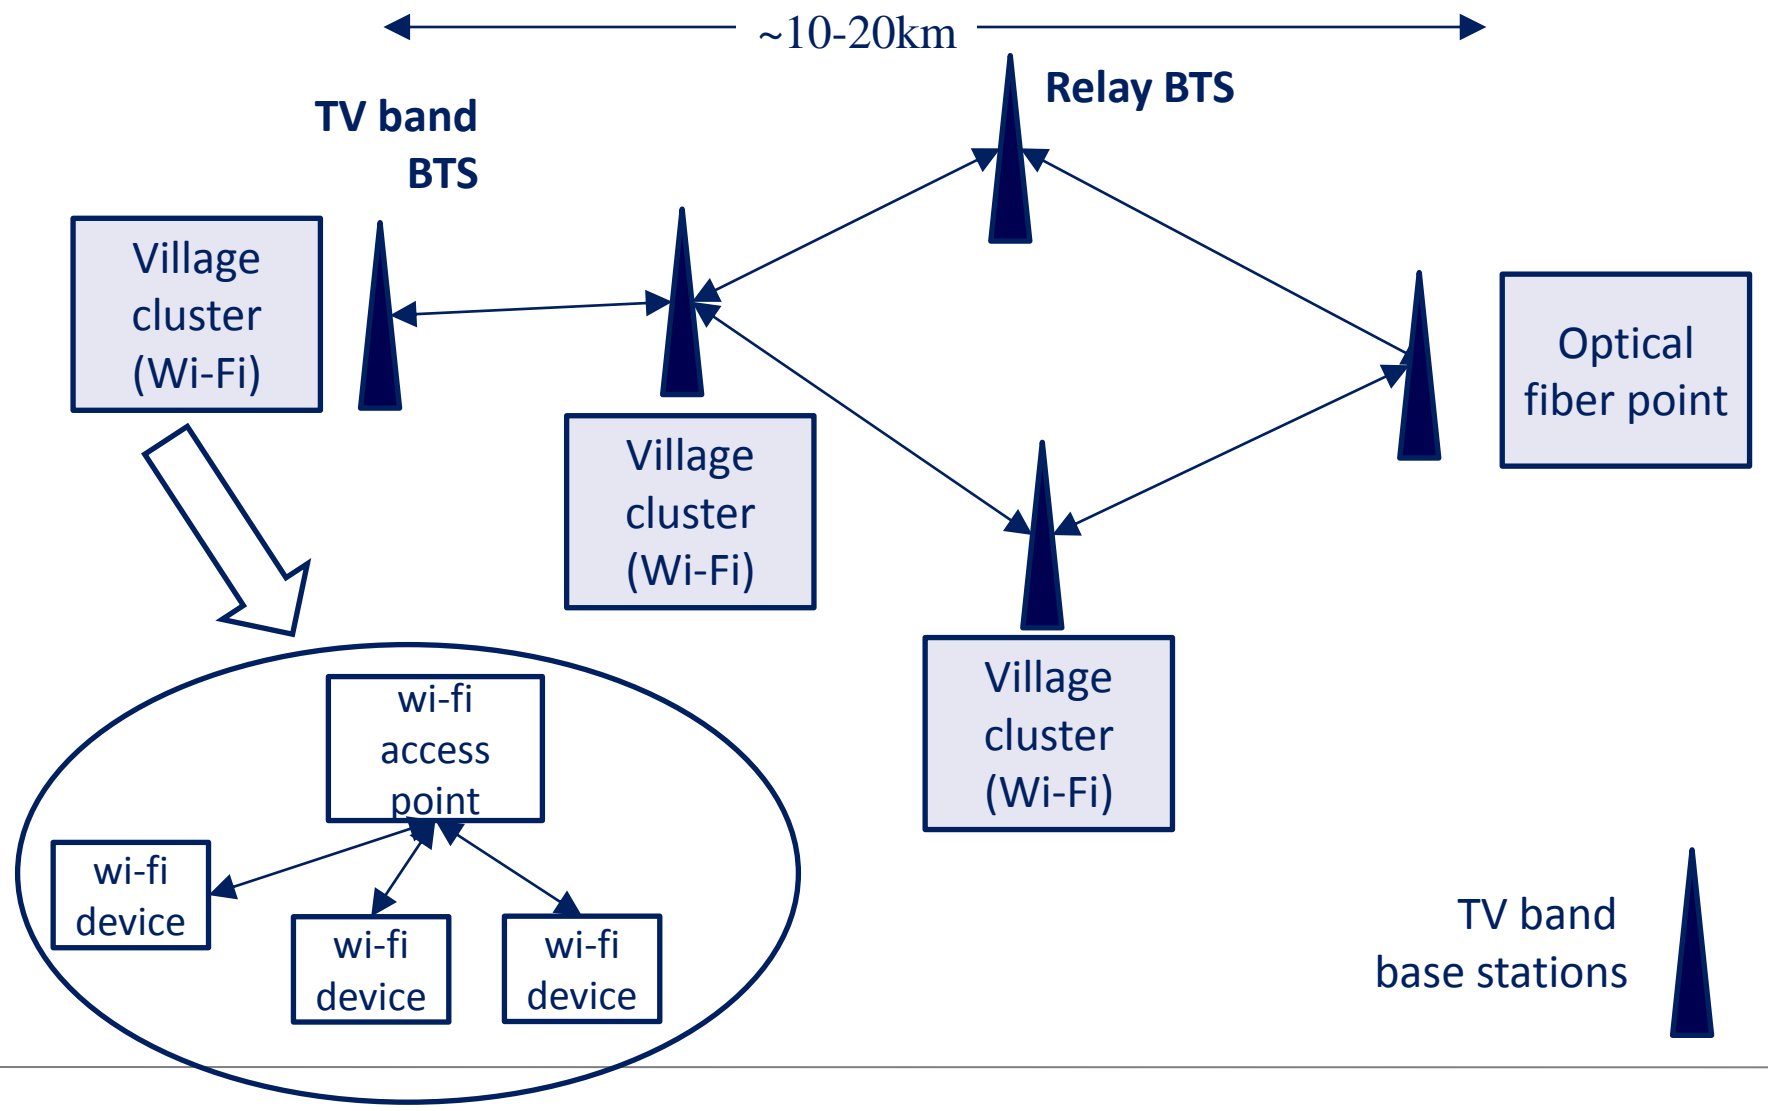 ~10-20km
Relay BTS
TV band
BTS
Village
cluster
(Wi-Fi)
Optical
fiber point
Village
cluster
(Wi-Fi)
Village
cluster
(Wi-Fi)
wi-fi
access
point
wi-fi
device
wi-fi
device
wi-fi
device
TV band
base stations